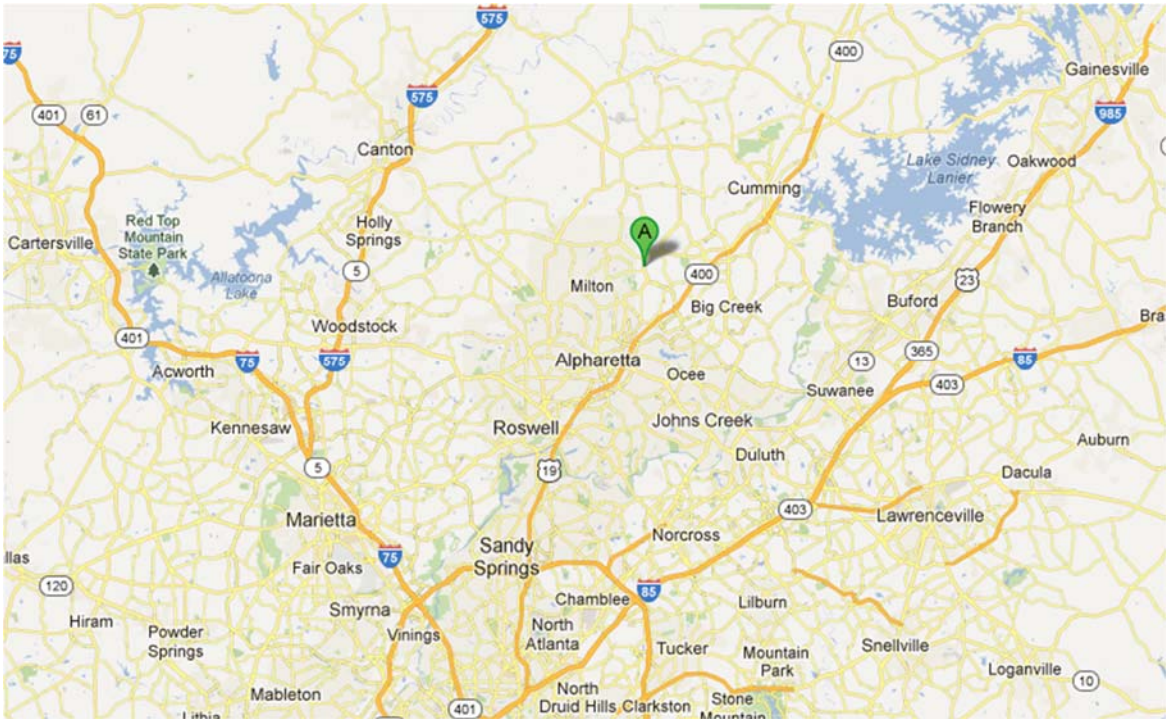 575
400
75
Gainesville
575
985
401
61
Canton
Oakwood
Lake Sidney
Lanier
Cumming
Flowery
Branch
Red Top
Mountain
State Park
Holly
Springs
A
Cartersville
5
400
Allatoona
Lake
Milton
23
Buford
Big Creek
Bra
Woodstock
401
365
75
575
Alpharetta
13
85
Acworth
Ocee
403
Suwanee
Kennesaw
Roswell
Johns Creek
Auburn
Duluth
5
19
Dacula
403
Marietta
Lawrenceville
Norcross
Sandy
Springs
75
llas
Fair Oaks
120
85
Chamblee
Lilburn
Smyrna
Hiram
Vinings
North
Atlanta
Powder
Springs
Snellville
Tucker
Mountain
Park
Loganville
10
Mableton
North
Druid Hills
Clarkston
Stone
Mountain
401
Lithia